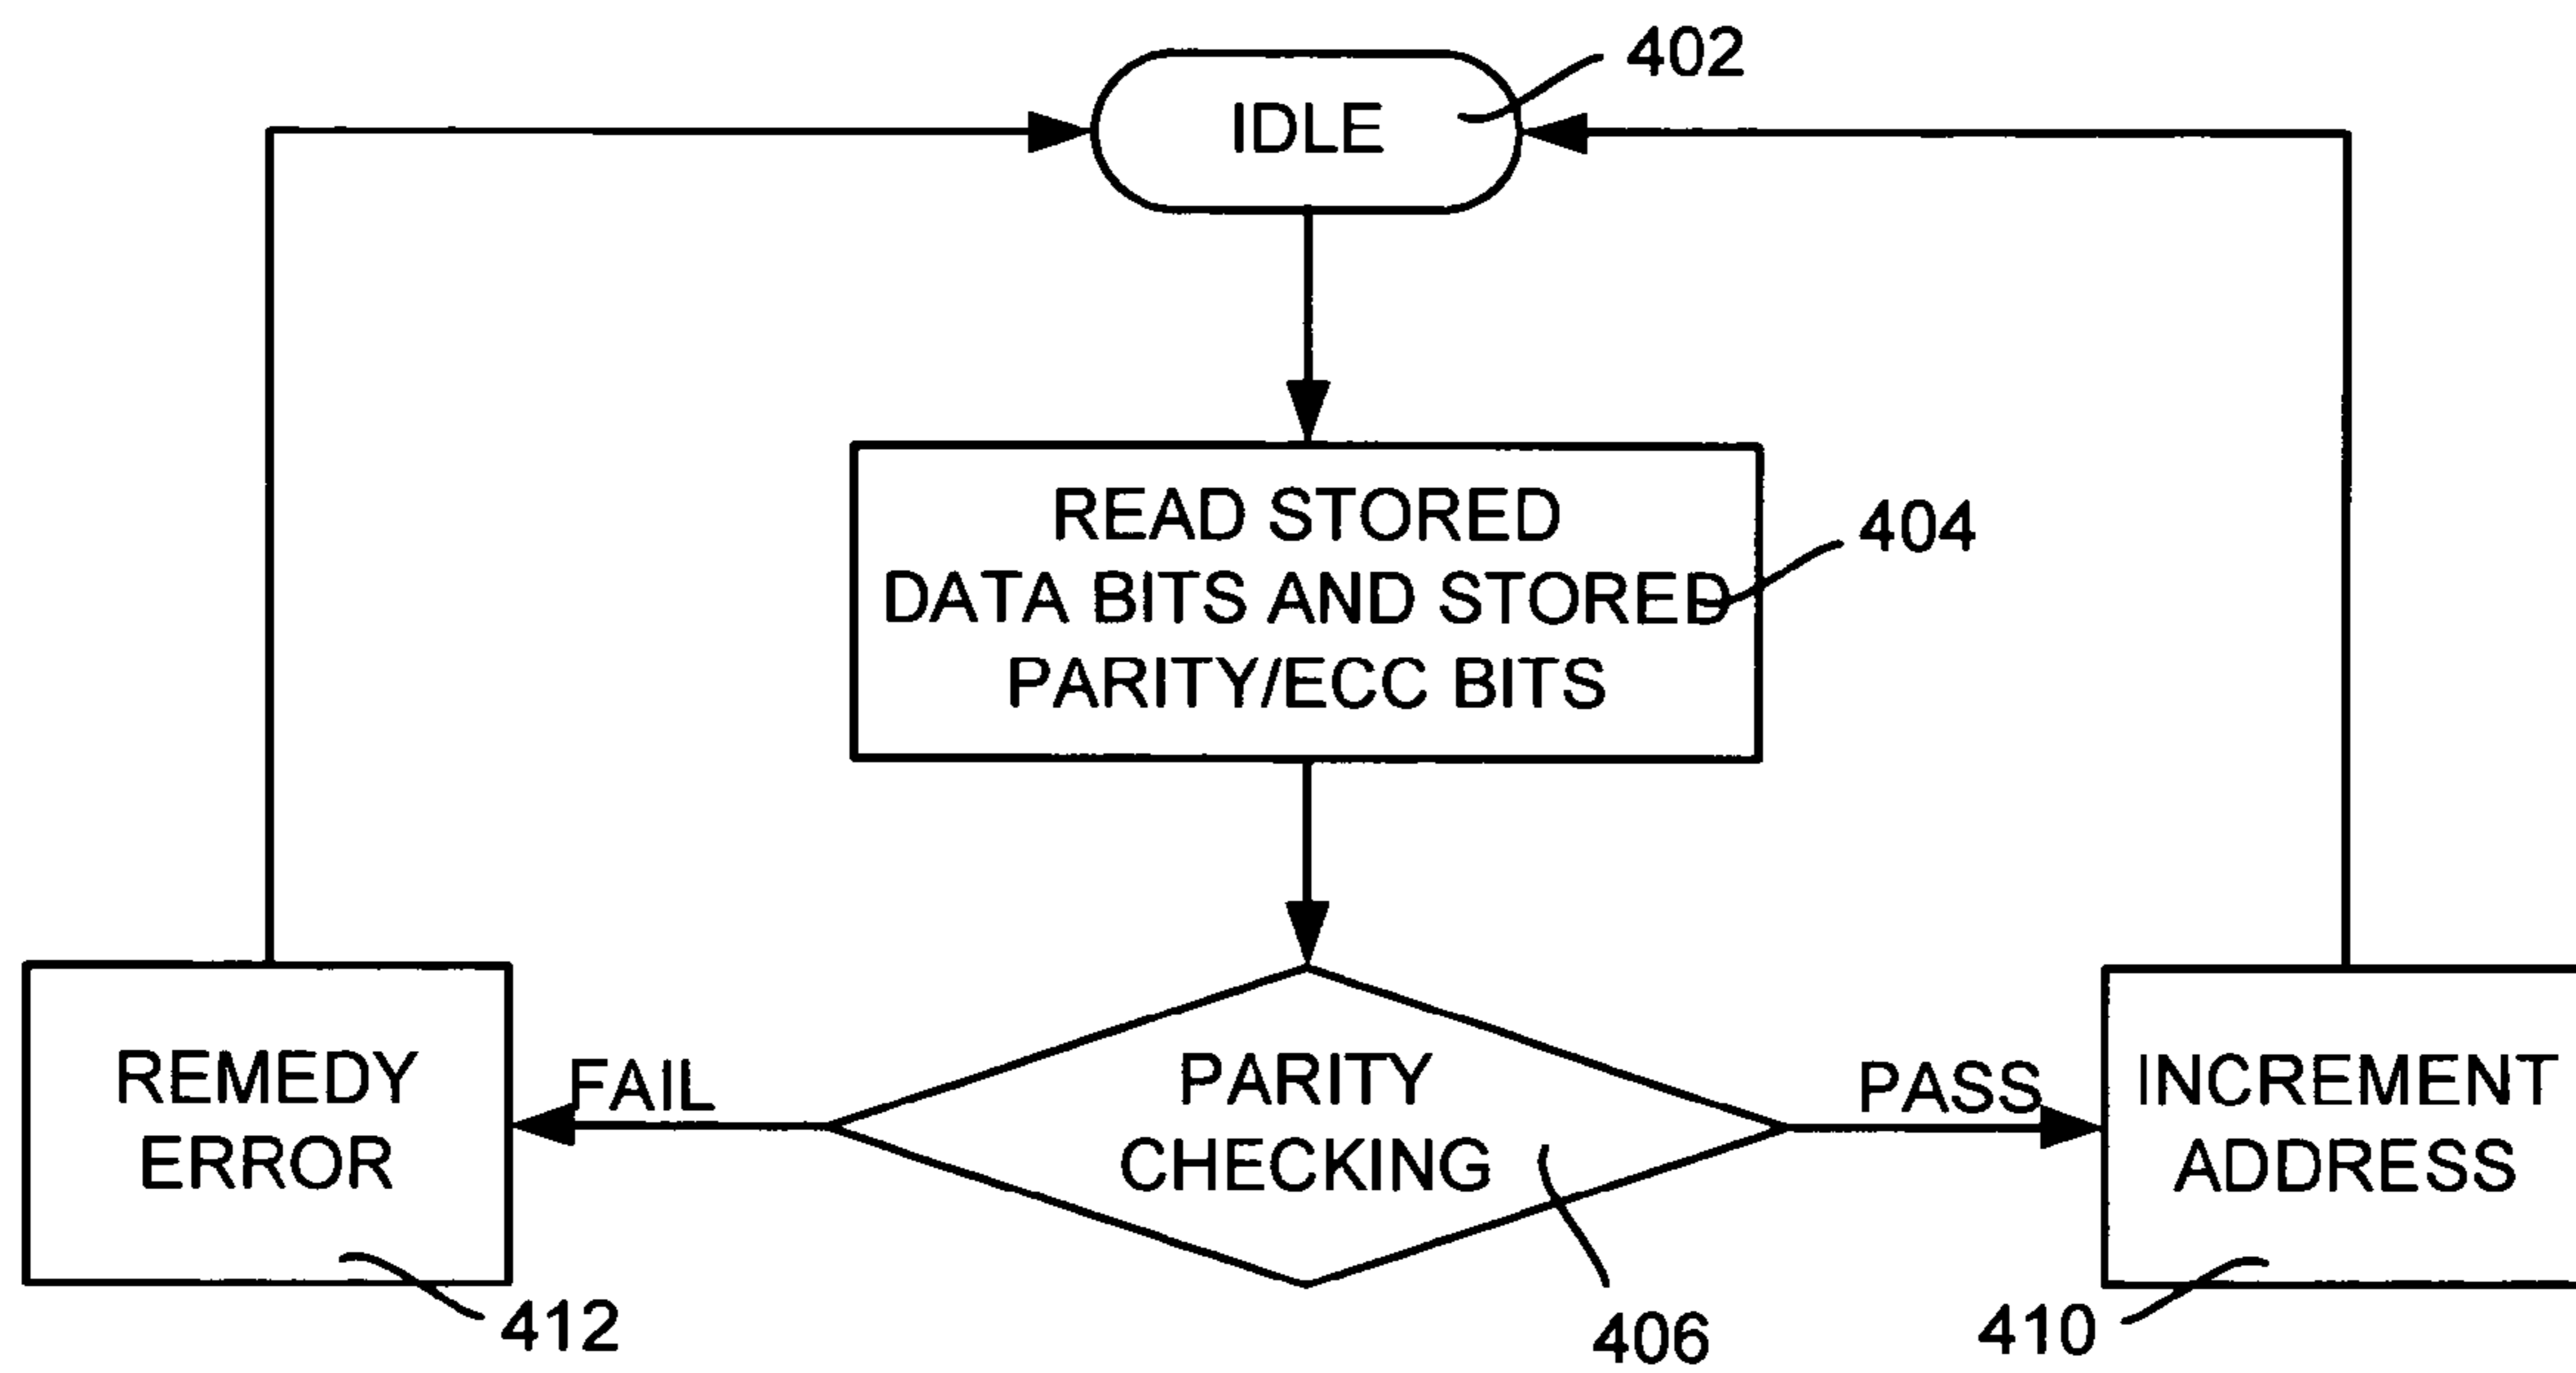 402
IDLE
READ STORED
DATA BITS AND STORED
PARITY/ECC BITS
404
REMEDY
ERROR
412
FAIL
PARITY
CHECKING
406
PASS
INCREMENT
ADDRESS
410